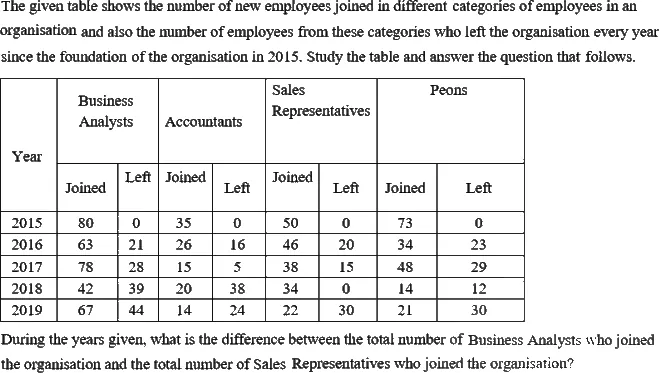 The given table shows the number of new employees joined in different categories of employees in an
organisation and also the number of employees from these categories who left the organisation every year
since the foundation of the organisation in 2015. Study the table and answer the question that follows.
Year Business Analysts Accountants Sales Representatives Peons
Joined Left Joined Left Joined Left Joined Left
2015 80 0 35 0 50 0 73 0
2016 63 21 26 16 46 20 34 23
2017 78 28 15 5 38 15 48 29
2018 42 39 20 38 34 0 14 12
2019 67 44 14 24 22 30 21 30
During the years given, what is the difference between the total number of Business Analysts who joined
the organisation and the total number of Sales Representatives who joined the organisation?